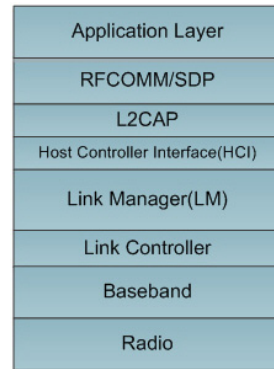 Application Layer
RFCOMM/SDP
L2CAP
Host Controller Interface(HCI)
Link Manager(LM)
Link Controller
Baseband
Radio